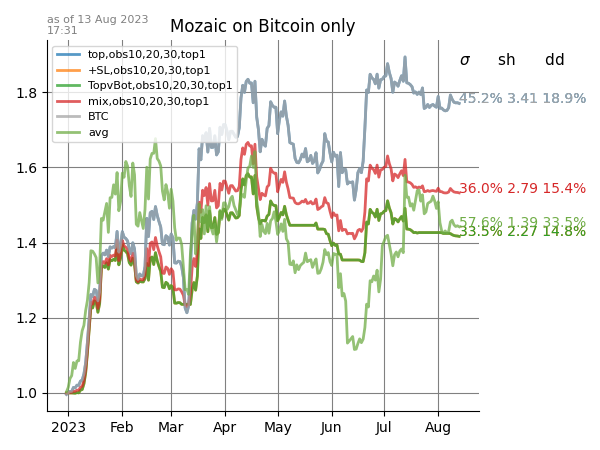 as of 13 Aug 2023
17:31
Mozaic on Bitcoin only
top,obs10,20,30,top1
+SL,obs10,20,30,top1
TopvBot,obs10,20,30,top1
mix,obs10,20,30,top1
BTC
avg
σ sh dd
45.2% 3.41 18.9%
36.0% 2.79 15.4%
57.6% 1.39 33.5%
33.5% 2.27 14.8%
1.8
1.6
1.4
1.2
1.0
2023 Feb Mar Apr May Jun Jul Aug